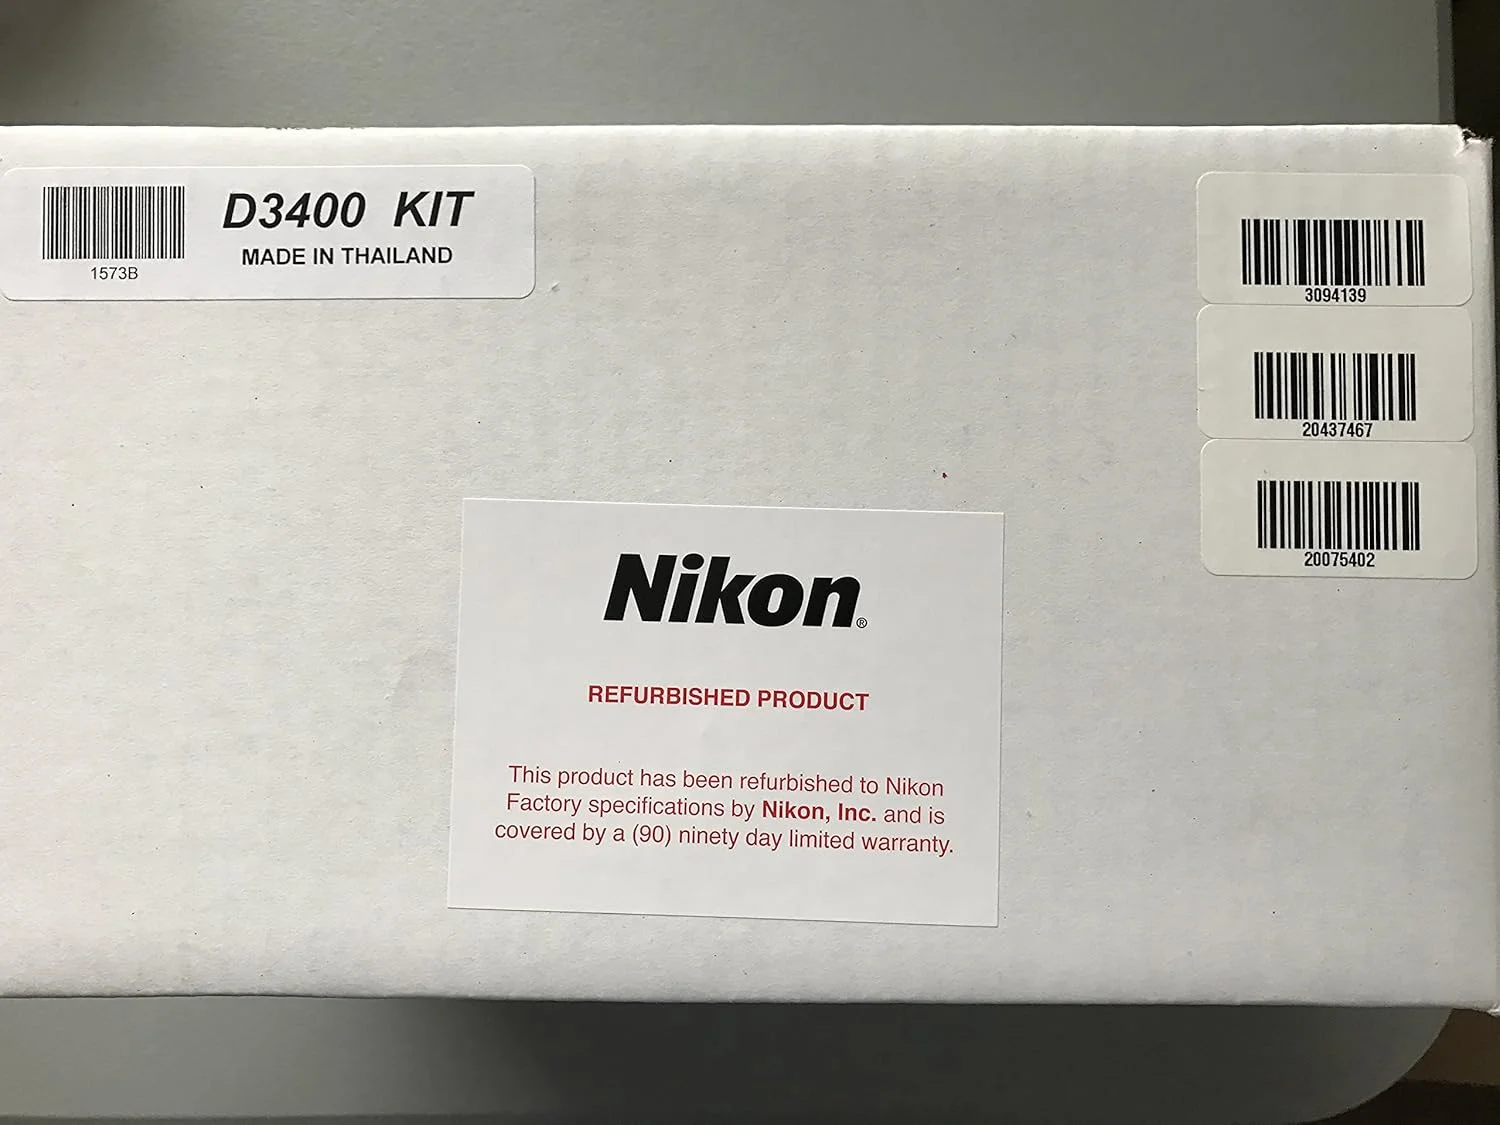 D3400 KIT
MADE IN THAILAND
1573B
3094139
20437467
20075402
Nikon®
REFURBISHED PRODUCT
This product has been refurbished to Nikon
Factory specifications by Nikon, Inc. and is
covered by a (90) ninety day limited warranty.